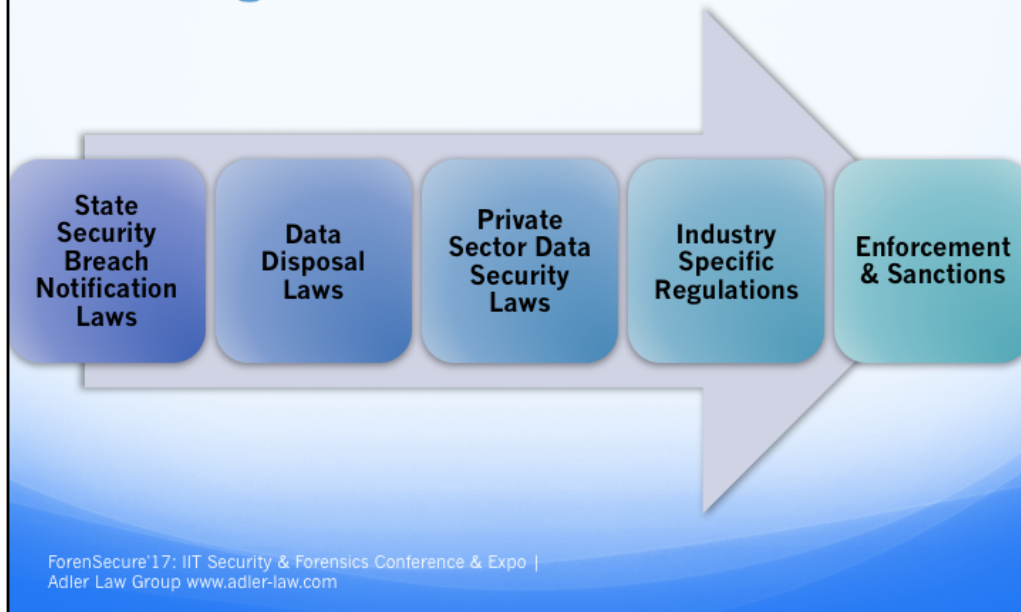 State
Security
Breach
Notification
Laws
Data
Disposal
Laws
Private
Sector Data
Security
Laws
Industry
Specific
Regulations
Enforcement
& Sanctions
ForenSecure'17: IIT Security & Forensics Conference & Expo |
Adler Law Group www.adler-law.com